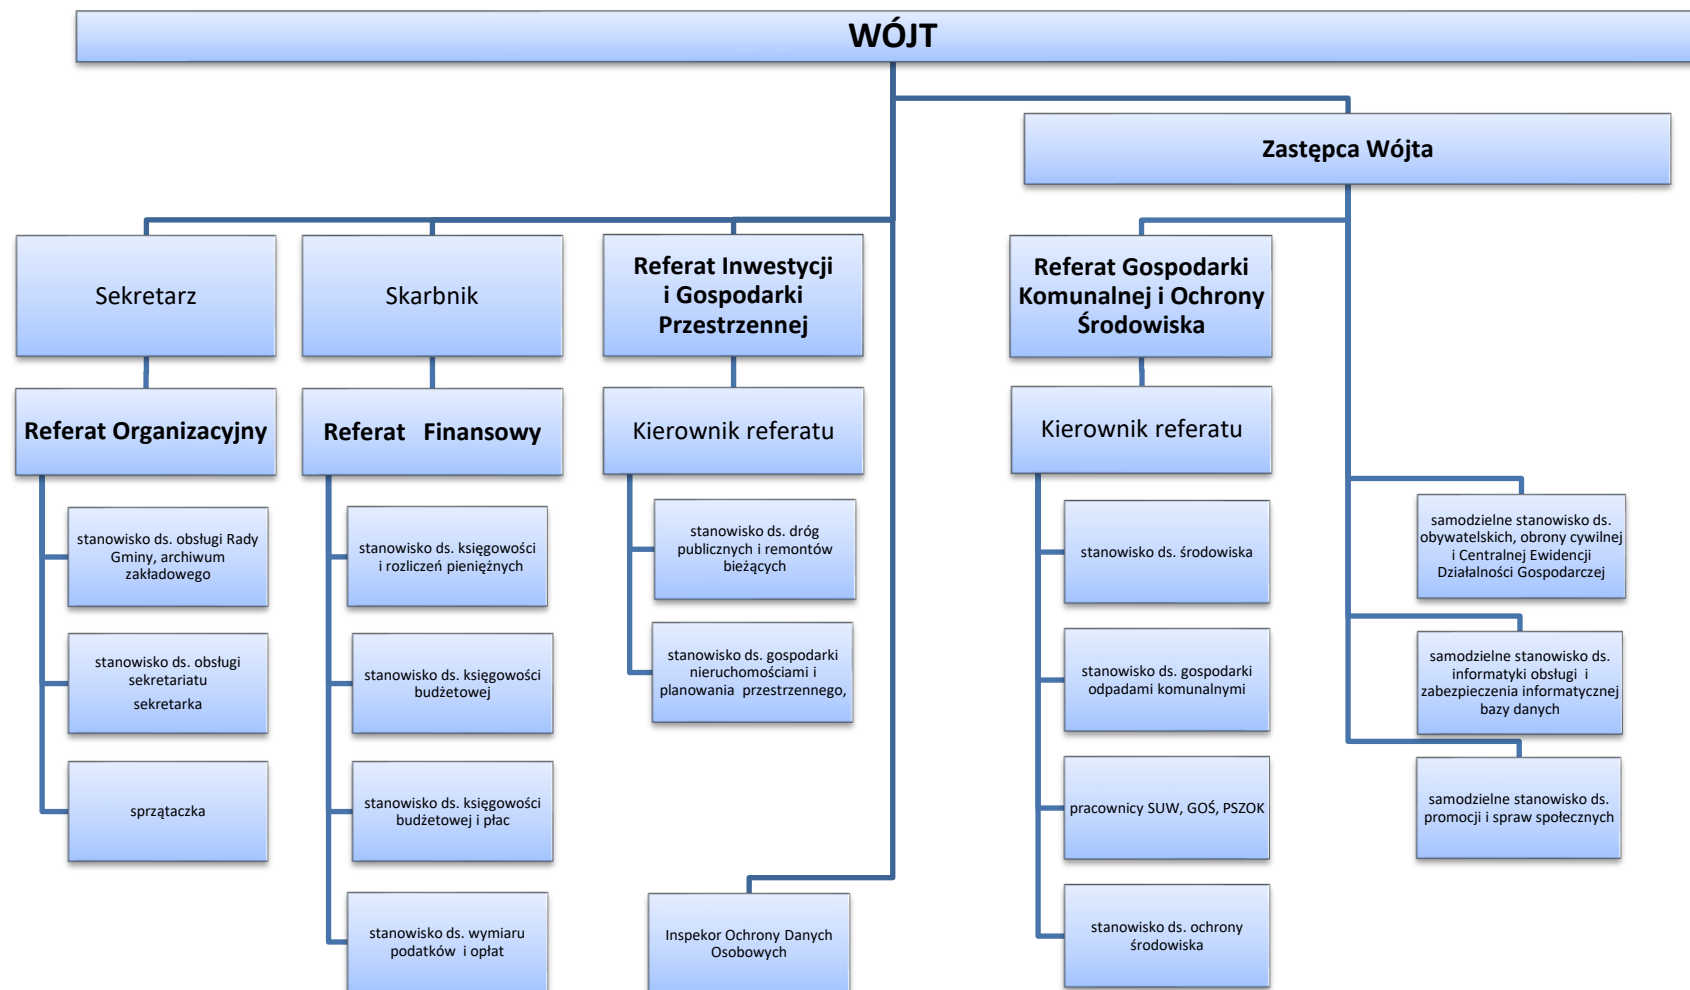 WÓJT
Zastępca Wójta
Sekretarz
Skarbnik
Referat Inwestycji
i Gospodarki
Przestrzennej
Referat Gospodarki
Komunalnej i Ochrony
Środowiska
Referat Organizacyjny
Referat Finansowy
Kierownik referatu
Kierownik referatu
stanowisko ds. obsługi Rady
Gminy, archiwum
zakładowego
stanowisko ds. obsługi
sekretariatu
sekretarka
sprzątaczka
stanowisko ds. księgowości
i rozliczeń pieniężnych
stanowisko ds. księgowości
budżetowej
stanowisko ds. księgowości
budżetowej i płac
stanowisko ds. wymiaru
podatków i opłat
stanowisko ds. dróg
publicznych i remontów
bieżących
stanowisko ds. gospodarki
nieruchomościami i
planowania przestrzennego,
Inspekor Ochrony Danych
Osobowych
stanowisko ds. środowiska
stanowisko ds. gospodarki
odpadami komunalnymi
pracownicy SUW, GOŚ, PSZOK
stanowisko ds. ochrony
środowiska
samodzielne stanowisko ds.
obywatelskich, obrony cywilnej
i Centralnej Ewidencji
Działalności Gospodarczej
samodzielne stanowisko ds.
informatyki obsługi i
zabezpieczenia informatycznej
bazy danych
samodzielne stanowisko ds.
promocji i spraw społecznych